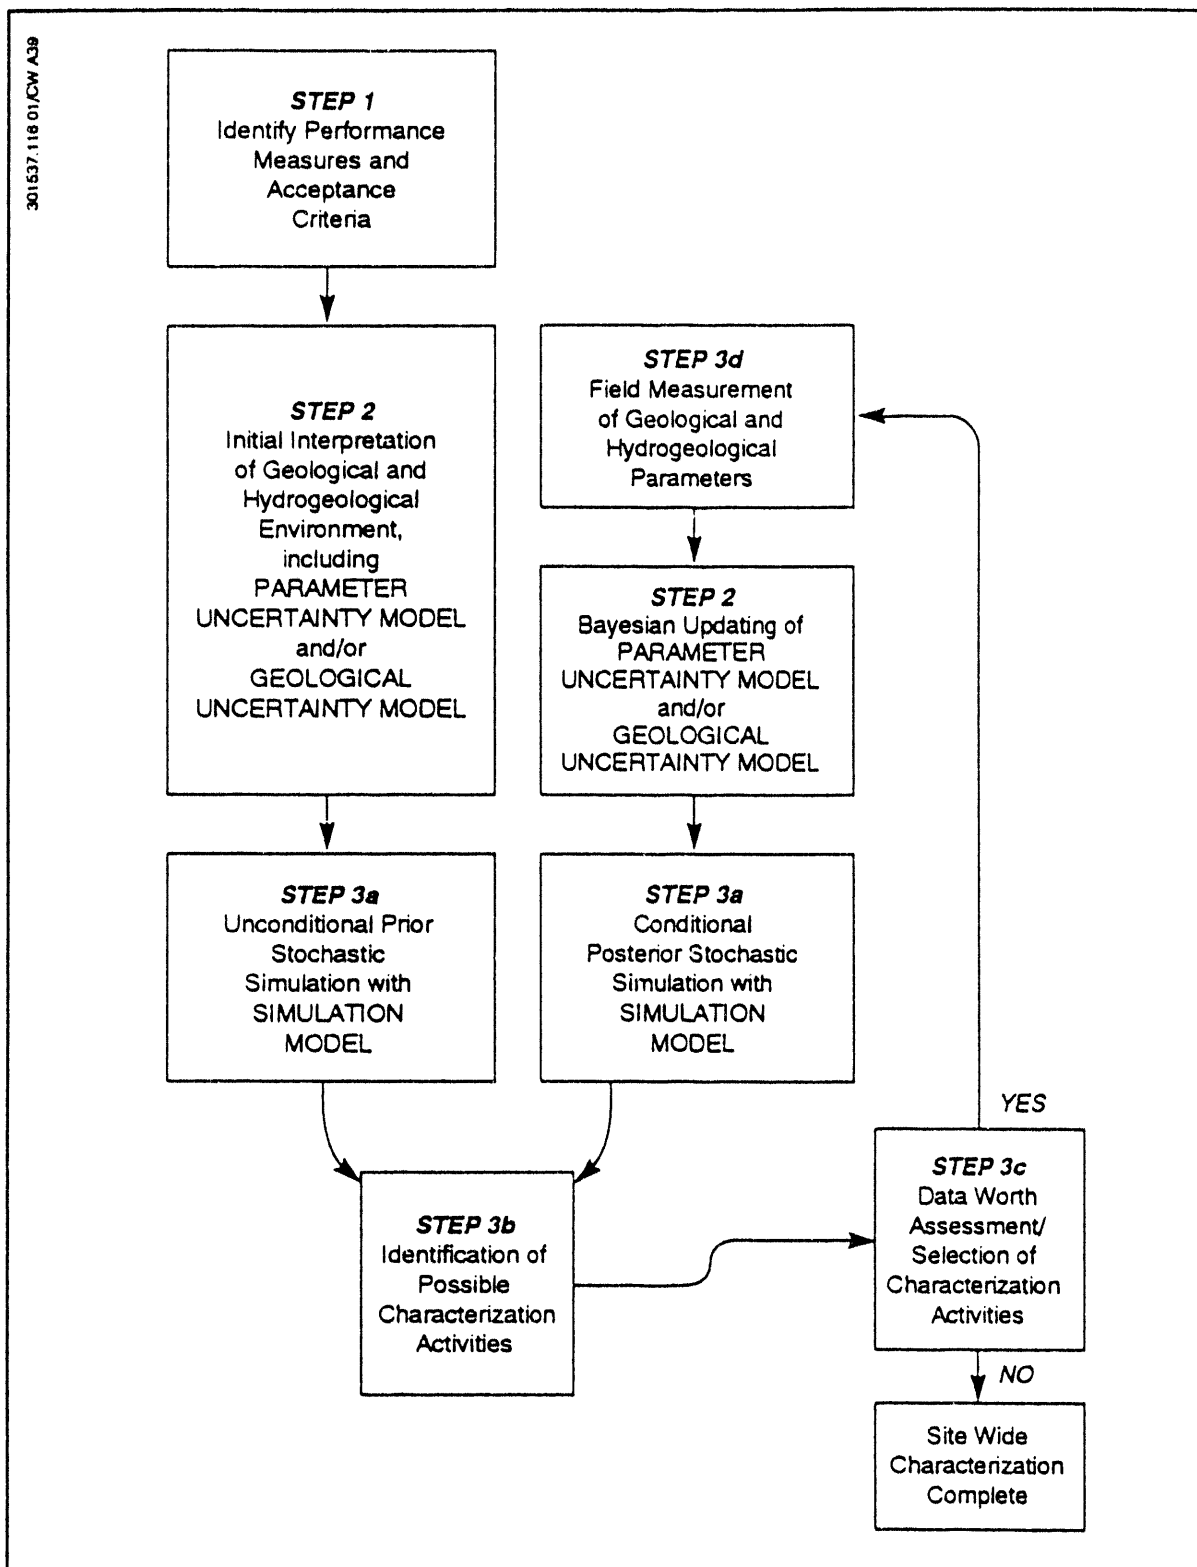 301537.118 01/CW A39
STEP 1
Identify Performance
Measures and
Acceptance
Criteria
STEP 2
Initial Interpretation
of Geological and
Hydrogeological
Environment,
including
PARAMETER
UNCERTAINTY MODEL
and/or
GEOLOGICAL
UNCERTAINTY MODEL
STEP 3a
Unconditional Prior
Stochastic
Simulation with
SIMULATION
MODEL
STEP 3d
Field Measurement
of Geological and
Hydrogeological
Parameters
STEP 2
Bayesian Updating of
PARAMETER
UNCERTAINTY MODEL
and/or
GEOLOGICAL
UNCERTAINTY MODEL
STEP 3a
Conditional
Posterior Stochastic
Simulation with
SIMULATION
MODEL
STEP 3b
Identification of
Possible
Characterization
Activities
YES
STEP 3c
Data Worth
Assessment/
Selection of
Characterization
Activities
NO
Site Wide
Characterization
Complete